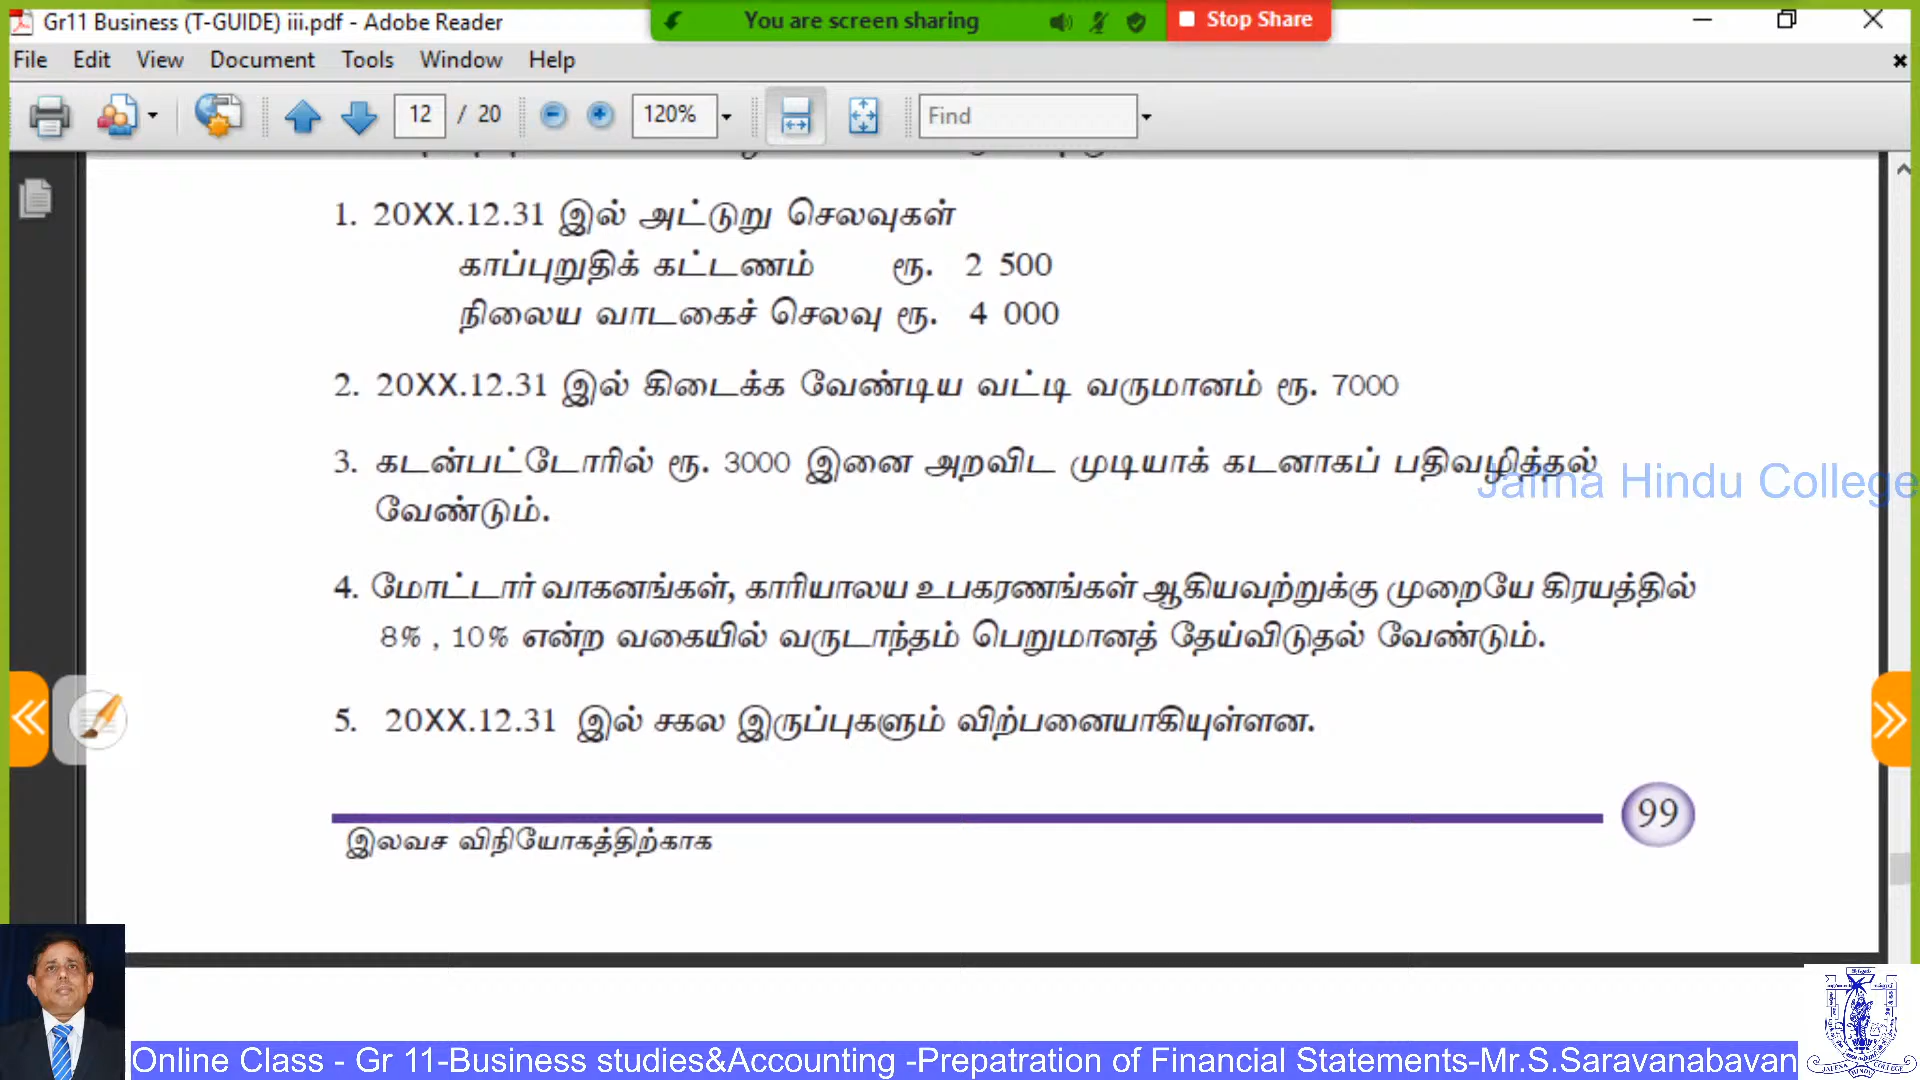 Gr11 Business (T-GUIDE) iii.pdf - Adobe Reader
You are screen sharing
Stop Share
File Edit View Document Tools Window Help
12 / 20 120% Find
1. 20XX.12.31 இல் அட்டுறு செலவுகள்
காப்புறுதிக் கட்டணம் ரூ. 2 500
நிலைய வாடகைச் செலவு ரூ. 4 000
2. 20XX.12.31 இல் கிடைக்க வேண்டிய வட்டி வருமானம் ரூ. 7000
3. கடன்பட்டோரில் ரூ. 3000 இனை அறவிட முடியாக் கடனாகப் பதிவழித்தல்
வேண்டும்.
Jaffna Hindu College
4. மோட்டார் வாகனங்கள், காரியாலய உபகரணங்கள் ஆகியவற்றுக்கு முறையே கிரயத்தில்
8% , 10% என்ற வகையில் வருடாந்தம் பெறுமானத் தேய்விடுதல் வேண்டும்.
5. 20XX.12.31 இல் சகல இருப்புகளும் விற்பனையாகியுள்ளன.
99
இலவச விநியோகத்திற்காக
Online Class - Gr 11-Business studies&Accounting -Prepatration of Financial Statements-Mr.S.Saravanabavan